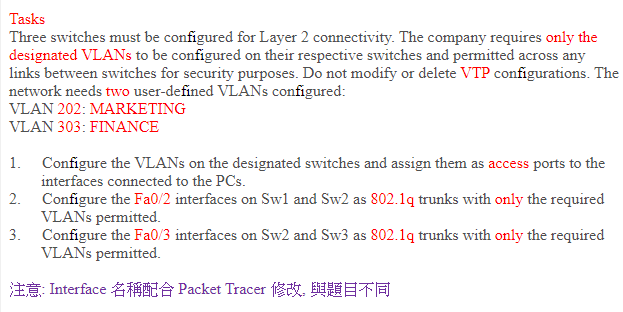 Tasks
Three switches must be configured for Layer 2 connectivity. The company requires only the
designated VLANs to be configured on their respective switches and permitted across any
links between switches for security purposes. Do not modify or delete VTP configurations. The
network needs two user-defined VLANs configured:
VLAN 202: MARKETING
VLAN 303: FINANCE
1. Configure the VLANs on the designated switches and assign them as access ports to the
interfaces connected to the PCs.
2. Configure the Fa0/2 interfaces on Sw1 and Sw2 as 802.1q trunks with only the required
VLANs permitted.
3. Configure the Fa0/3 interfaces on Sw2 and Sw3 as 802.1q trunks with only the required
VLANs permitted.
注意: Interface 名稱配合 Packet Tracer 修改, 與題目不同